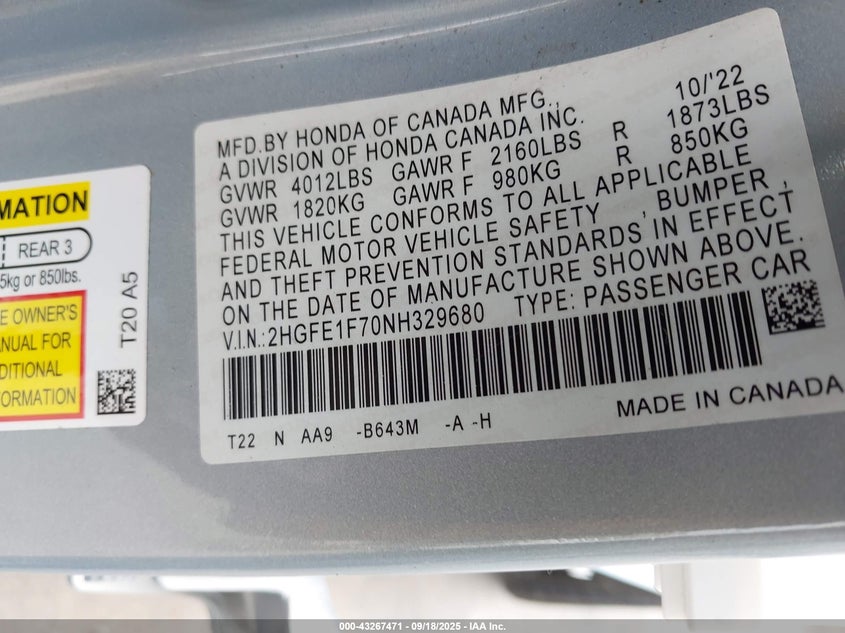 MFD.BY HONDA OF CANADA MFG., 10/'22
A DIVISION OF HONDA CANADA INC.
GVWR 4012LBS GAWR F 2160LBS R 1873LBS
GVWR 1820KG GAWR F 980KG R 850KG
THIS VEHICLE CONFORMS TO ALL APPLICABLE
FEDERAL MOTOR VEHICLE SAFETY , BUMPER ,
AND THEFT PREVENTION STANDARDS IN EFFECT
ON THE DATE OF MANUFACTURE SHOWN ABOVE.
V.I.N.:2HGFE1F70NH329680 TYPE: PASSENGER CAR
T22 N AA9 -B643M -A -H
MADE IN CANADA
MATION
REAR 3
5kg or 850lbs.
E OWNER'S
ANUAL FOR
DITIONAL
FORMATION
T20 A5
000-43267471 - 09/18/2025 - IAA Inc.